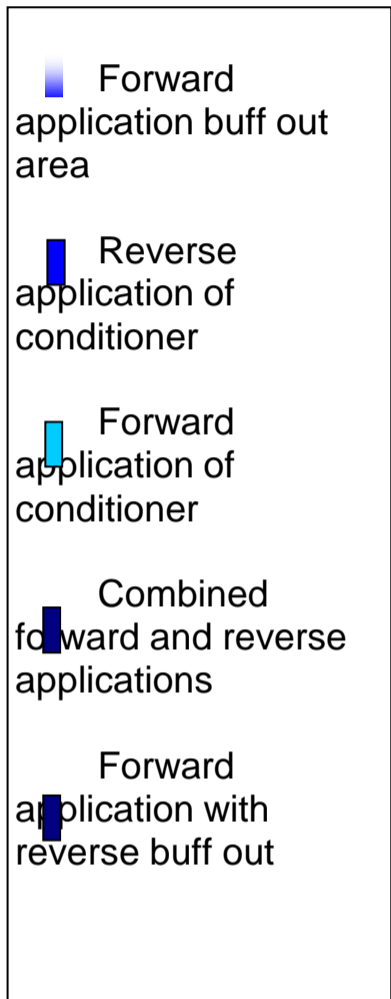 Forward
application buff out
area
Reverse
application of
conditioner
Forward
application of
conditioner
Combined
forward and reverse
applications
Forward
application with
reverse buff out